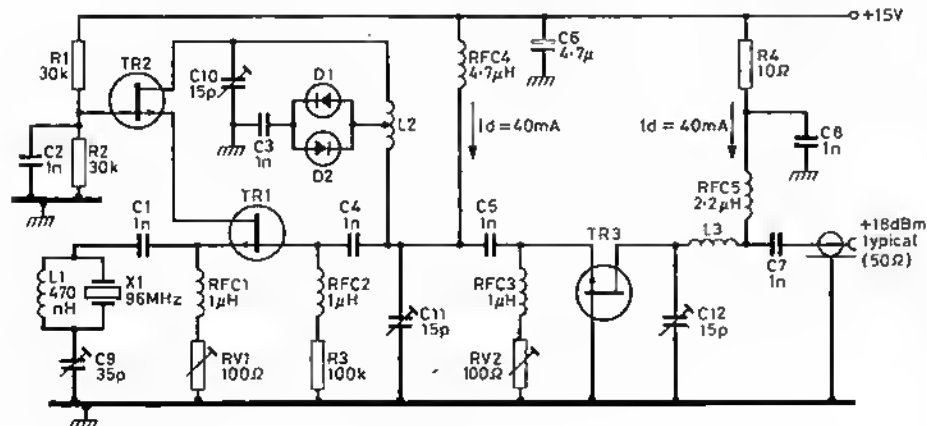 +15V
R1
30k
TR2
C10
15p
D1
D2
C3
1n
L2
RFC4
4·7µH
C6
4·7µ
R4
10Ω
Id = 40mA
Id = 40mA
C8
1n
C2
1n
R2
30k
TR1
C1
1n
C4
1n
C5
1n
TR3
RFC5
2·2µH
L3
C7
1n
+18dBm
typical
(50Ω)
L1
470
nH
X1
96MHz
RFC1
1µH
RFC2
1µH
C11
15p
RFC3
1µH
C12
15p
C9
35p
RV1
100Ω
R3
100k
RV2
100Ω